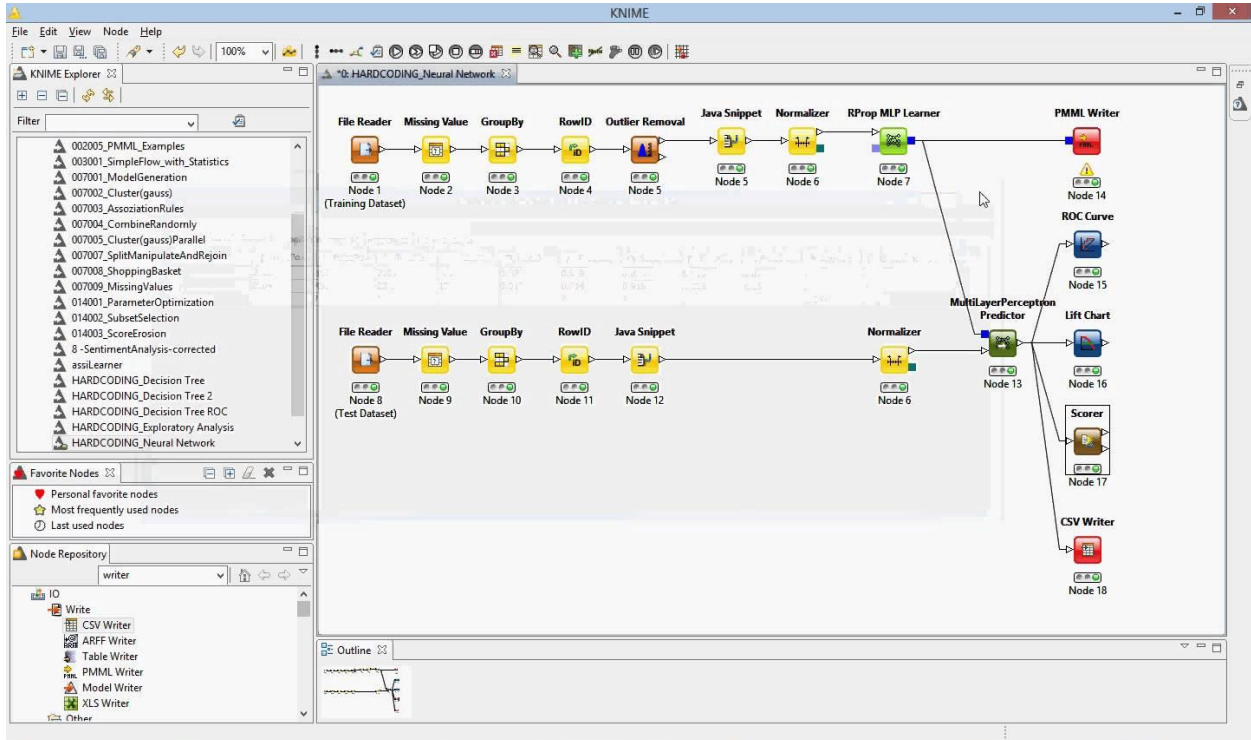 KNIME
File Edit View Node Help
100%
KNIME Explorer
*0: HARDCODING_Neural Network
Filter
002005_PMML_Examples
003001_SimpleFlow_with_Statistics
007001_ModelGeneration
007002_Cluster(gauss)
007003_AssoziationRules
007004_CombineRandomly
007005_Cluster(gauss)Parallel
007007_SplitManipulateAndRejoin
007008_ShoppingBasket
007009_MissingValues
014001_ParameterOptimization
014002_SubsetSelection
014003_ScoreErosion
8 -SentimentAnalysis-corrected
assiLearner
HARDCODING_Decision Tree
HARDCODING_Decision Tree 2
HARDCODING_Decision Tree ROC
HARDCODING_Exploratory Analysis
HARDCODING_Neural Network
Favorite Nodes
Personal favorite nodes
Most frequently used nodes
Last used nodes
Node Repository
writer
IO
Write
CSV Writer
ARFF Writer
Table Writer
PMML Writer
Model Writer
XLS Writer
Other
File Reader Missing Value GroupBy RowID Outlier Removal Java Snippet Normalizer RProp MLP Learner PMML Writer
Node 1 Node 2 Node 3 Node 4 Node 5 Node 5 Node 6 Node 7 Node 14
(Training Dataset)
ROC Curve
Node 15
File Reader Missing Value GroupBy RowID Java Snippet Normalizer MultiLayerPerceptron
Predictor Lift Chart
Node 8 Node 9 Node 10 Node 11 Node 12 Node 6 Node 13 Node 16
(Test Dataset)
Scorer
Node 17
CSV Writer
Node 18
Outline